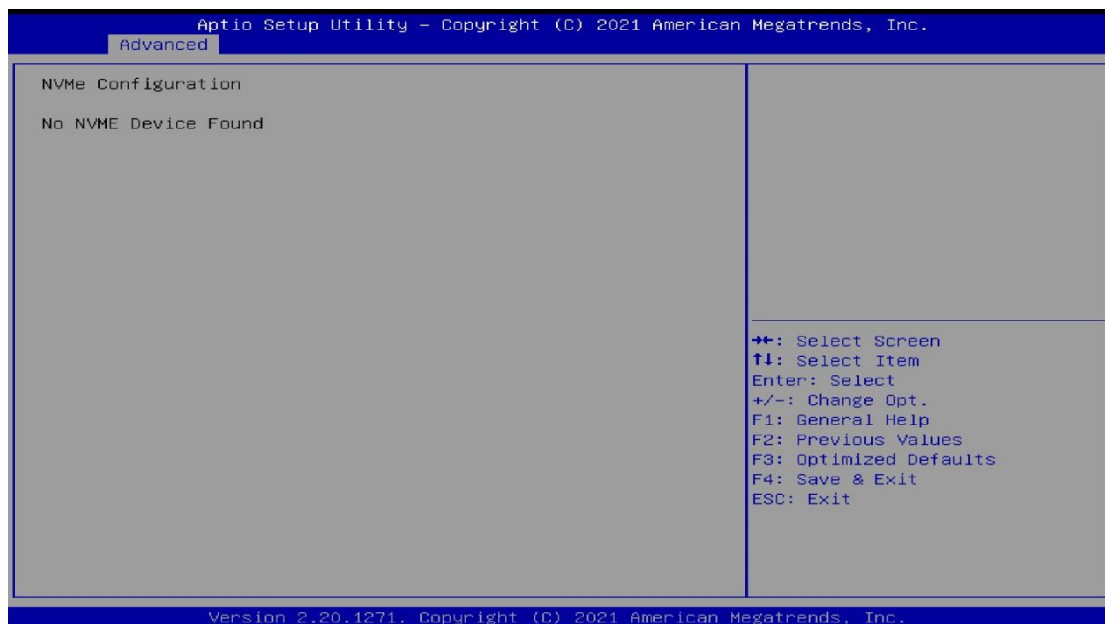 Aptio Setup Utility – Copyright (C) 2021 American Megatrends, Inc.
Advanced
NVMe Configuration
No NVME Device Found
→←: Select Screen
↑↓: Select Item
Enter: Select
+/-: Change Opt.
F1: General Help
F2: Previous Values
F3: Optimized Defaults
F4: Save & Exit
ESC: Exit
Version 2.20.1271. Copyright (C) 2021 American Megatrends, Inc.